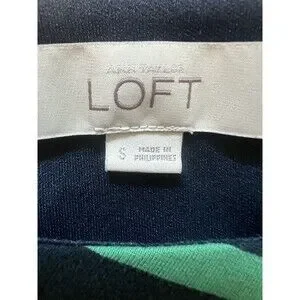 ANN TAYLOR
LOFT
S
MADE IN
PHILIPPINES